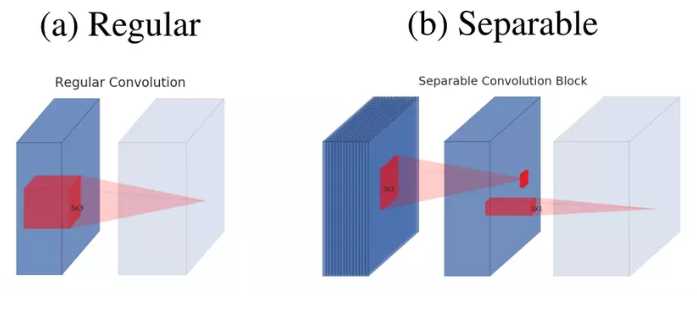 (a) Regular
(b) Separable
Regular Convolution
Separable Convolution Block
3x3
3x3
1x1